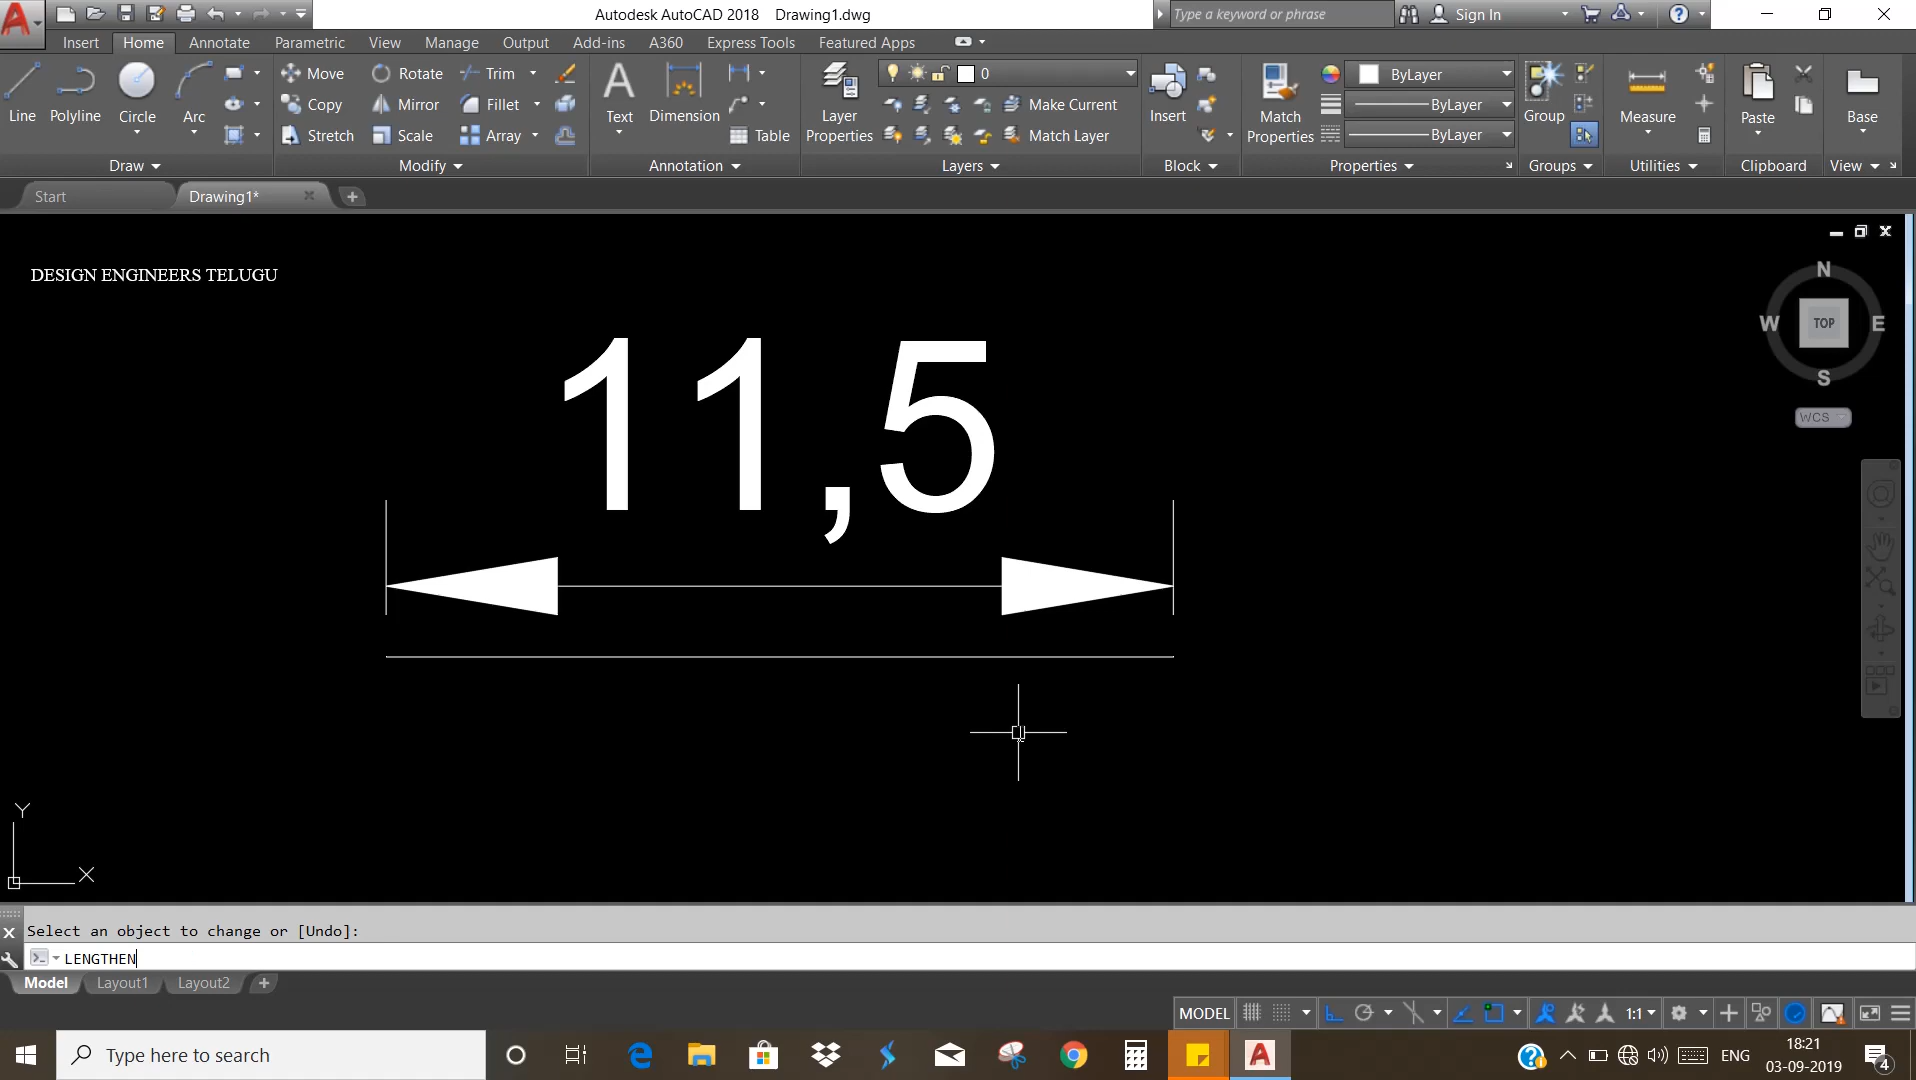 Autodesk AutoCAD 2018 Drawing1.dwg
Type a keyword or phrase
Sign In
Insert Home Annotate Parametric View Manage Output Add-ins A360 Express Tools Featured Apps
Line Polyline Circle Arc
Move Rotate Trim
Copy Mirror Fillet
Stretch Scale Array
Text Dimension Table
Layer Properties
0
Make Current
Match Layer
Insert
Match Properties
ByLayer
ByLayer
ByLayer
Group
Measure
Paste
Base
Draw Modify Annotation Layers Block Properties Groups Utilities Clipboard View
Start Drawing1*
DESIGN ENGINEERS TELUGU
N
W TOP E
S
WCS
11,5
Y
X
Select an object to change or [Undo]:
LENGTHEN
Model Layout1 Layout2
MODEL 1:1
Type here to search
ENG
18:21
03-09-2019
4